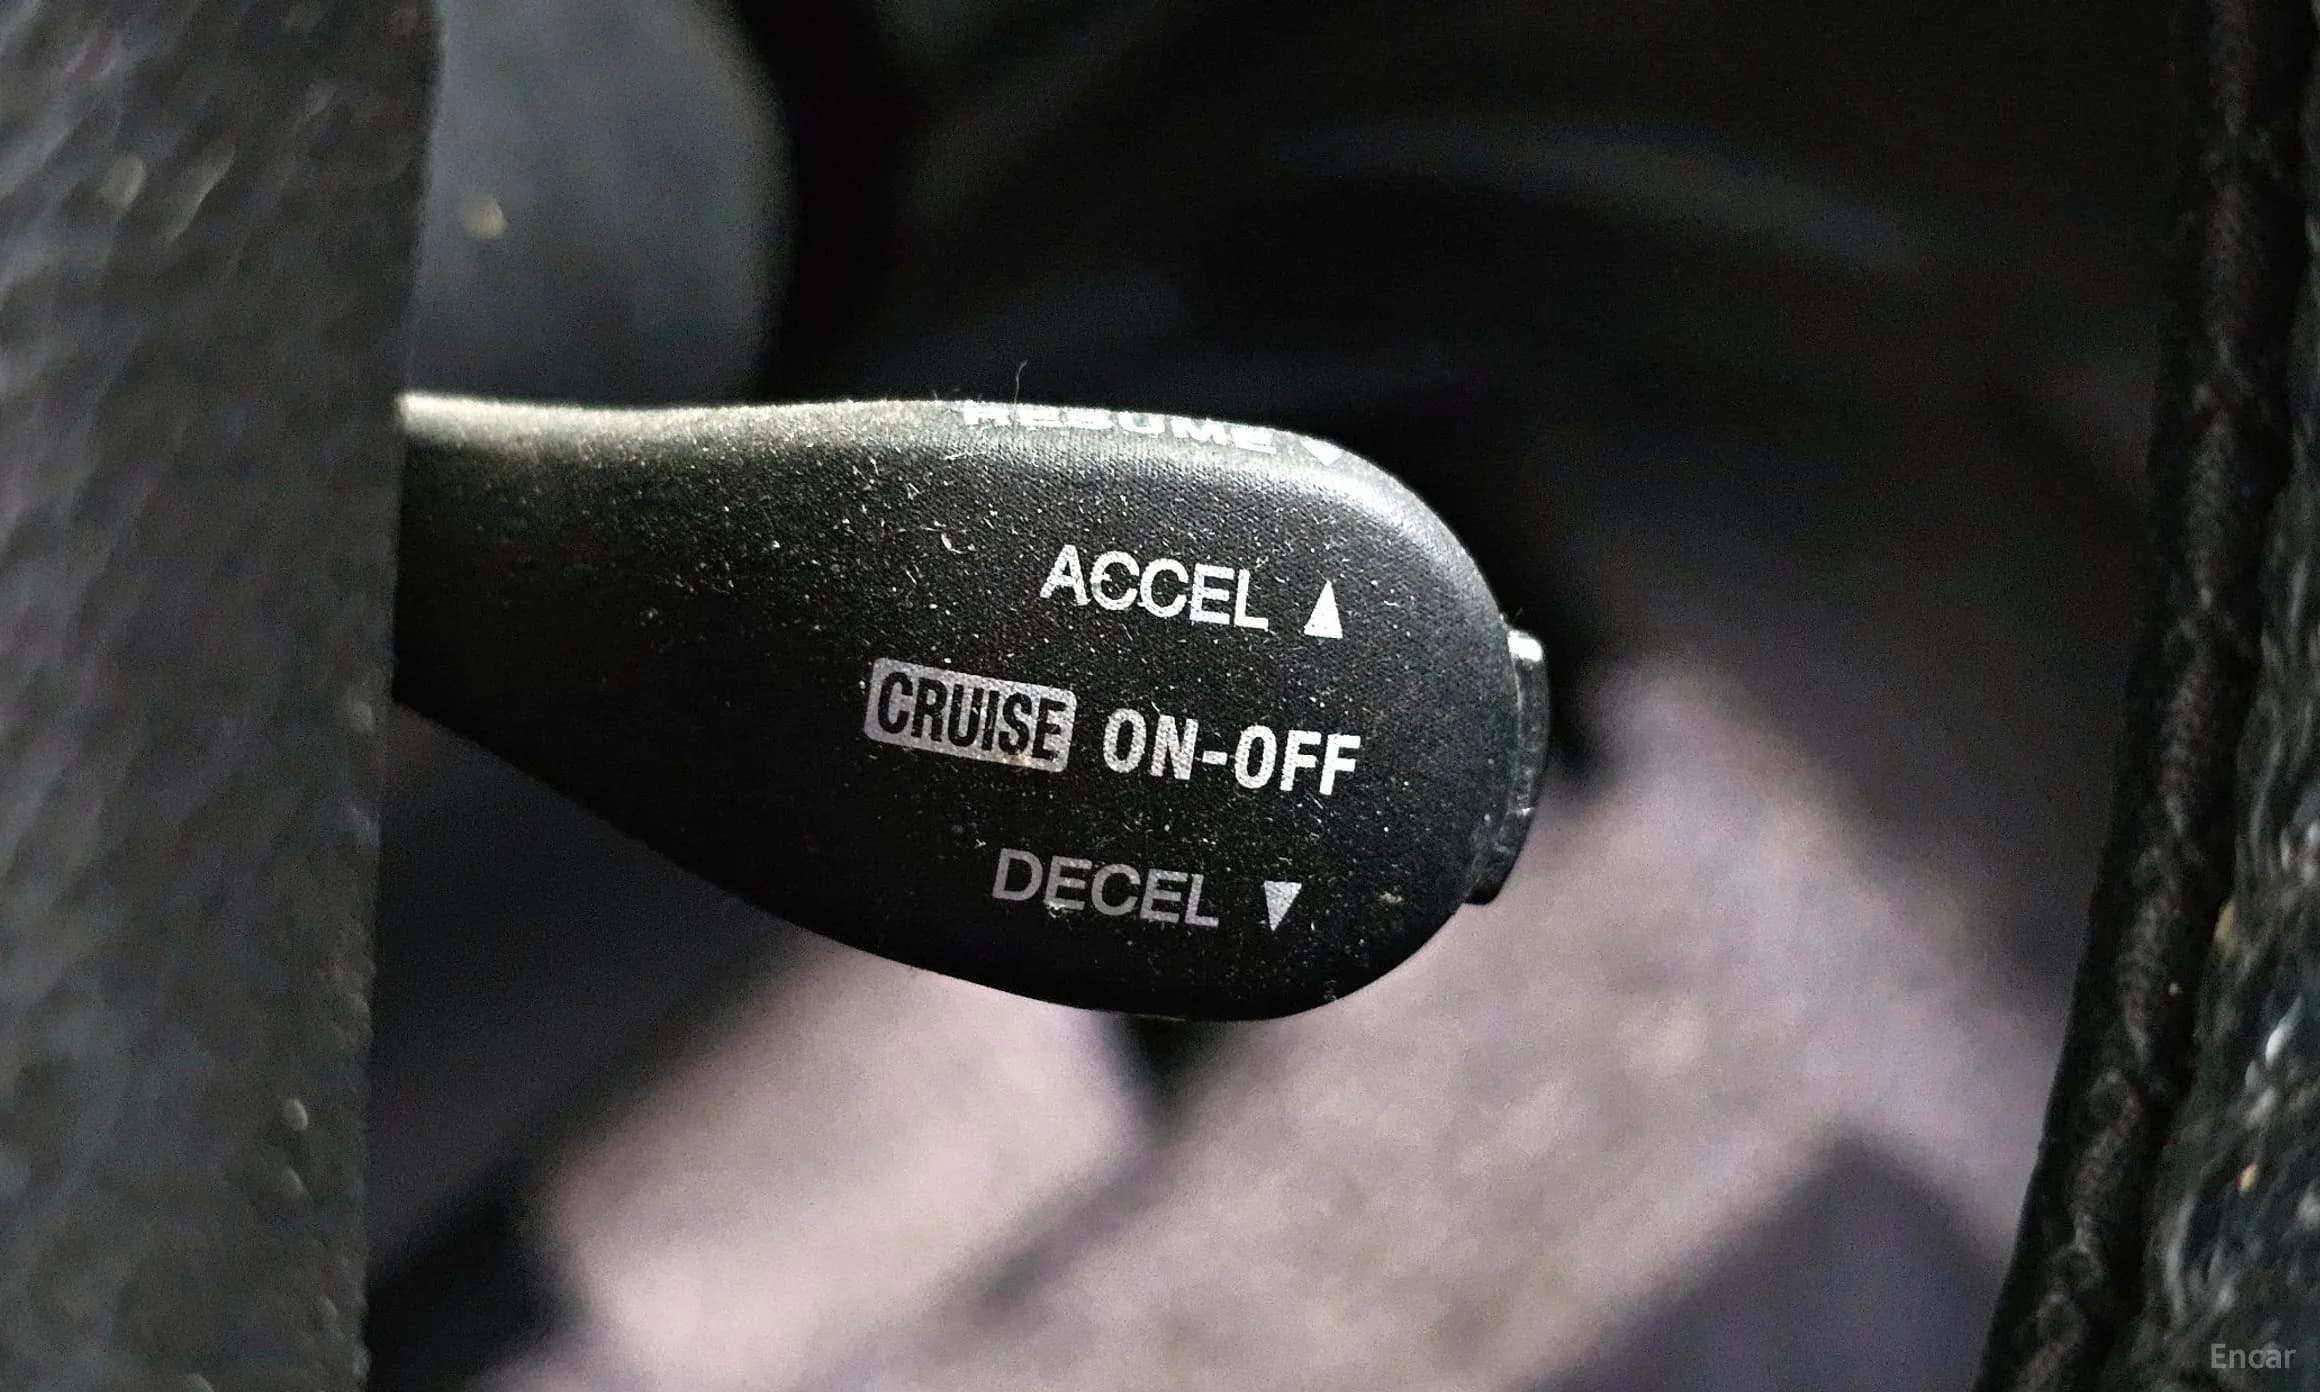 RESUME ▼
ACCEL ▲
CRUISE ON-OFF
DECEL ▼
Encar